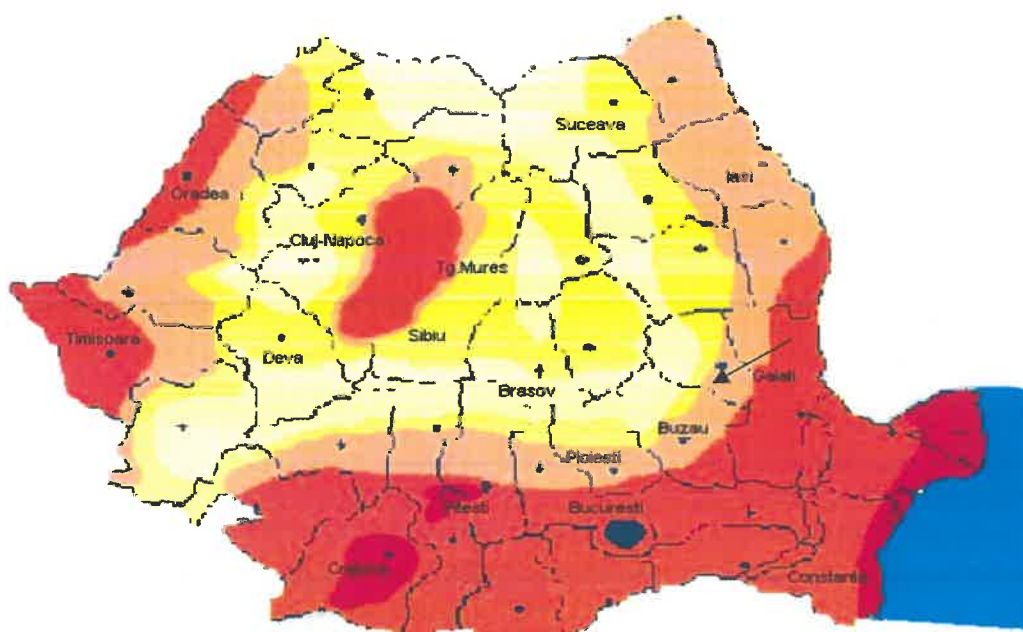 Suceava
Iasi
Oradea
Cluj-Napoca
Tg.Mures
Timisoara
Sibiu
Deva
Galati
Brasov
Buzau
Ploiesti
Pitesti
Bucuresti
Craiova
Constanta